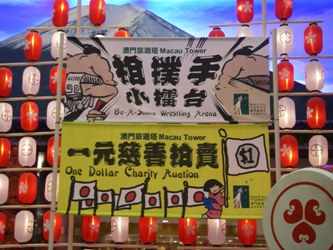 澳門旅遊塔 Macau Tower
相撲手
小擂台
Be-A-Sumo Wrestling Arena
澳門旅遊塔 Macau Tower
一元慈善拍賣
One Dollar Charity Auction
紅